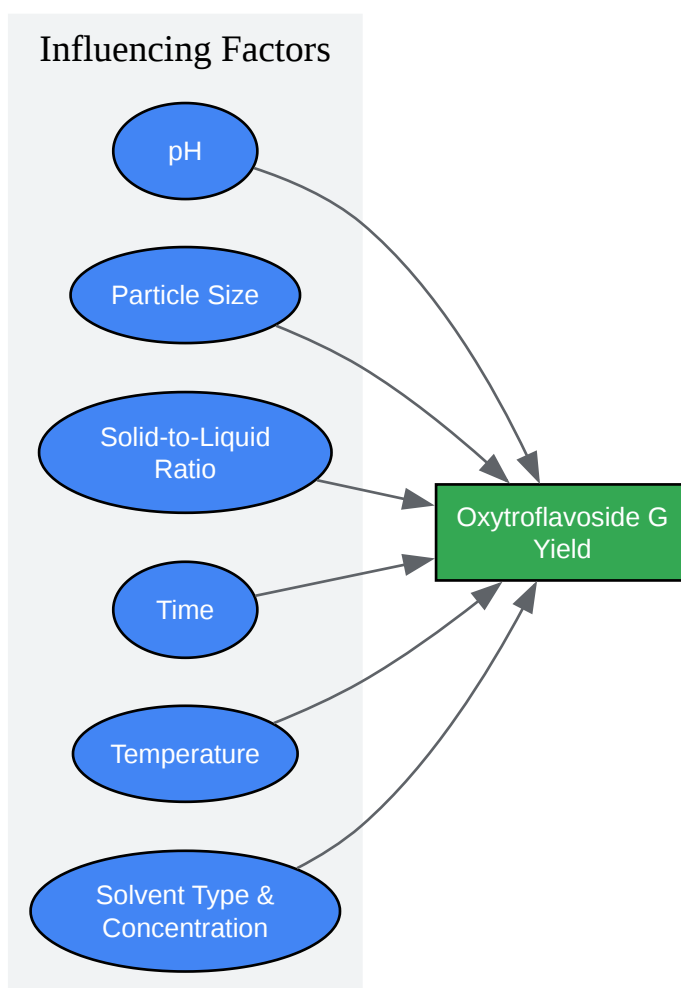 Influencing Factors
pH
Particle Size
Solid-to-Liquid
Ratio
Oxytroflavoside G
Yield
Time
Temperature
Solvent Type &
Concentration